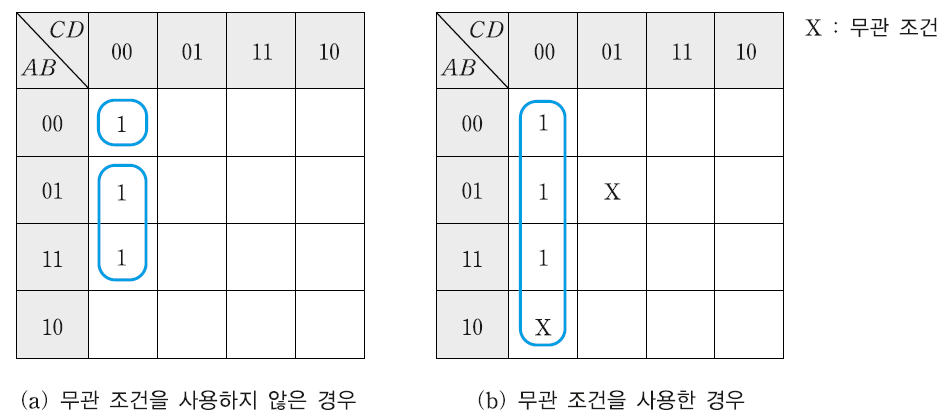 CD
AB
00 01 11 10
00 1
01 1
11 1
10
(a) 무관 조건을 사용하지 않은 경우
CD
AB
00 01 11 10
00 1
01 1 X
11 1
10 X
(b) 무관 조건을 사용한 경우
X : 무관 조건